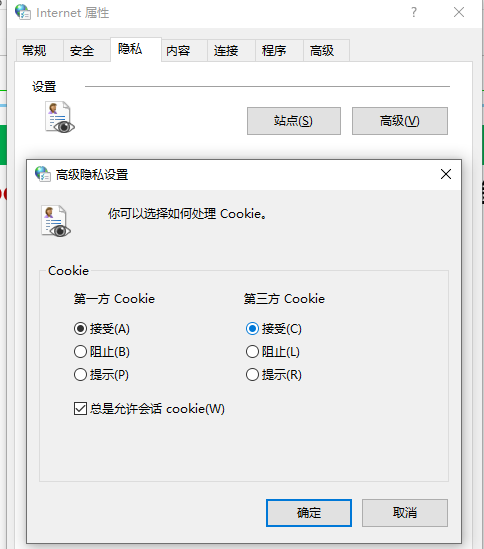 Internet 属性
?
常规 安全 隐私 内容 连接 程序 高级
设置
站点(S) 高级(V)
高级隐私设置
你可以选择如何处理 Cookie。
Cookie
第一方 Cookie 第三方 Cookie
接受(A) 接受(C)
阻止(B) 阻止(L)
提示(P) 提示(R)
总是允许会话 cookie(W)
确定 取消